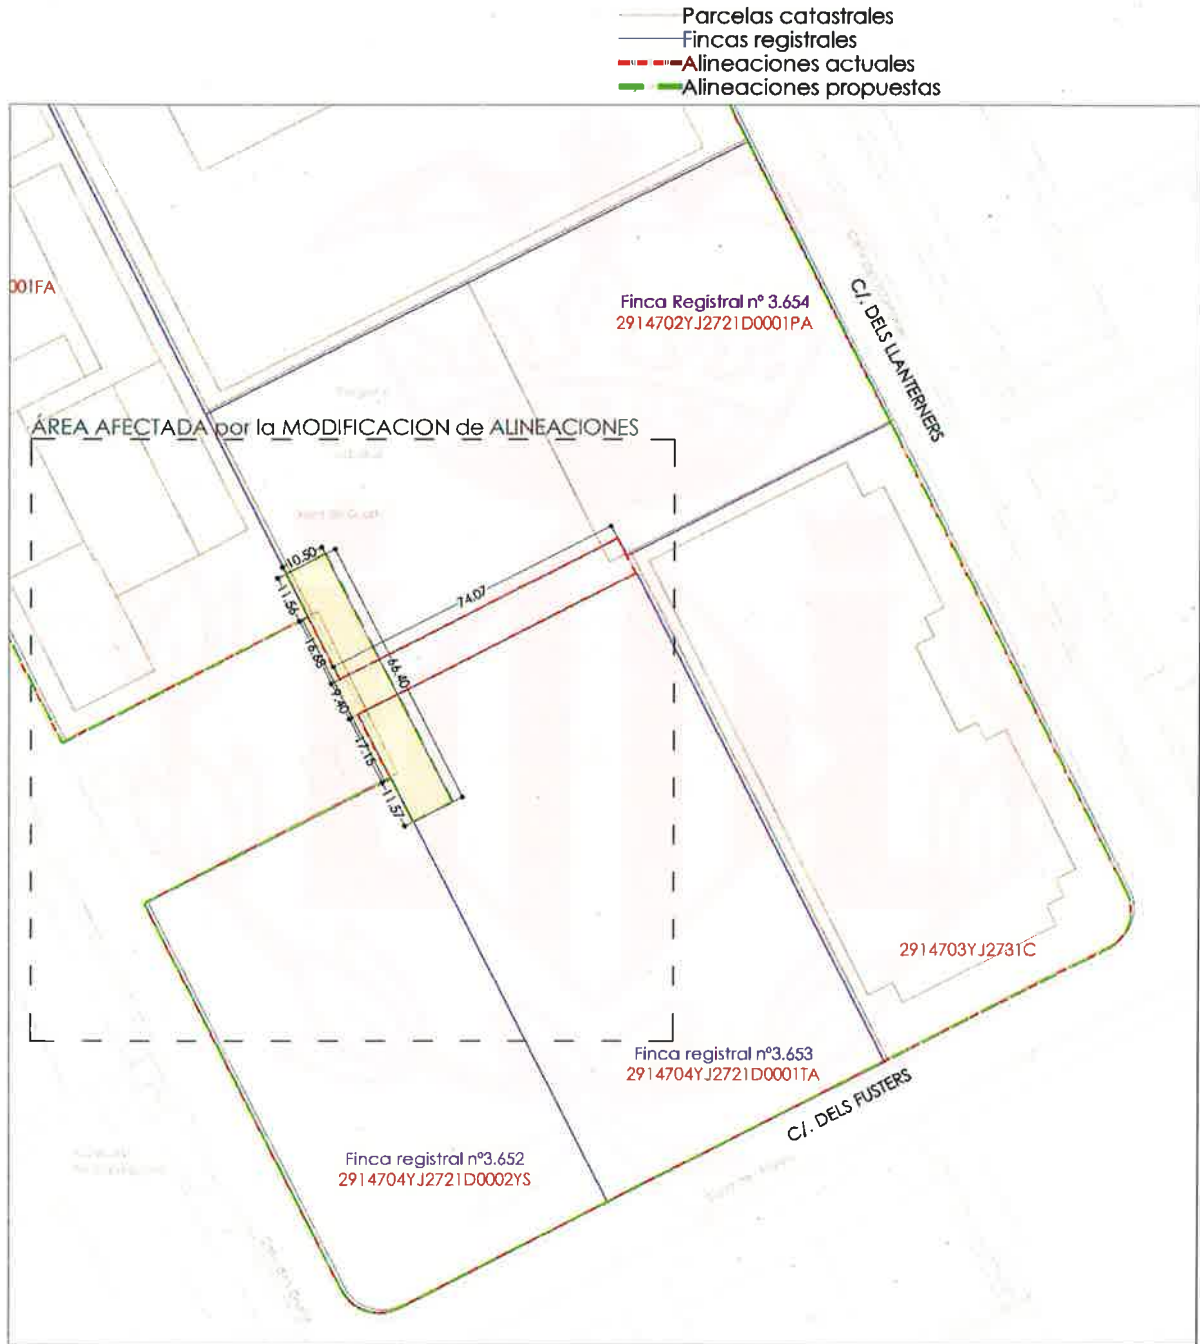 Parcelas catastrales
Fincas registrales
Alineaciones actuales
Alineaciones propuestas
001FA
Finca Registral nº 3.654
2914702YJ2721D0001PA
C/. DELS LLANTERNERS
ÁREA AFECTADA por la MODIFICACION de ALINEACIONES
10.50
11.56
16.68
9.40
17.15
11.57
74.07
66.40
2914703YJ2731C
Finca registral nº3.653
2914704YJ2721D0001TA
C/. DELS FUSTERS
Finca registral nº3.652
2914704YJ2721D0002YS